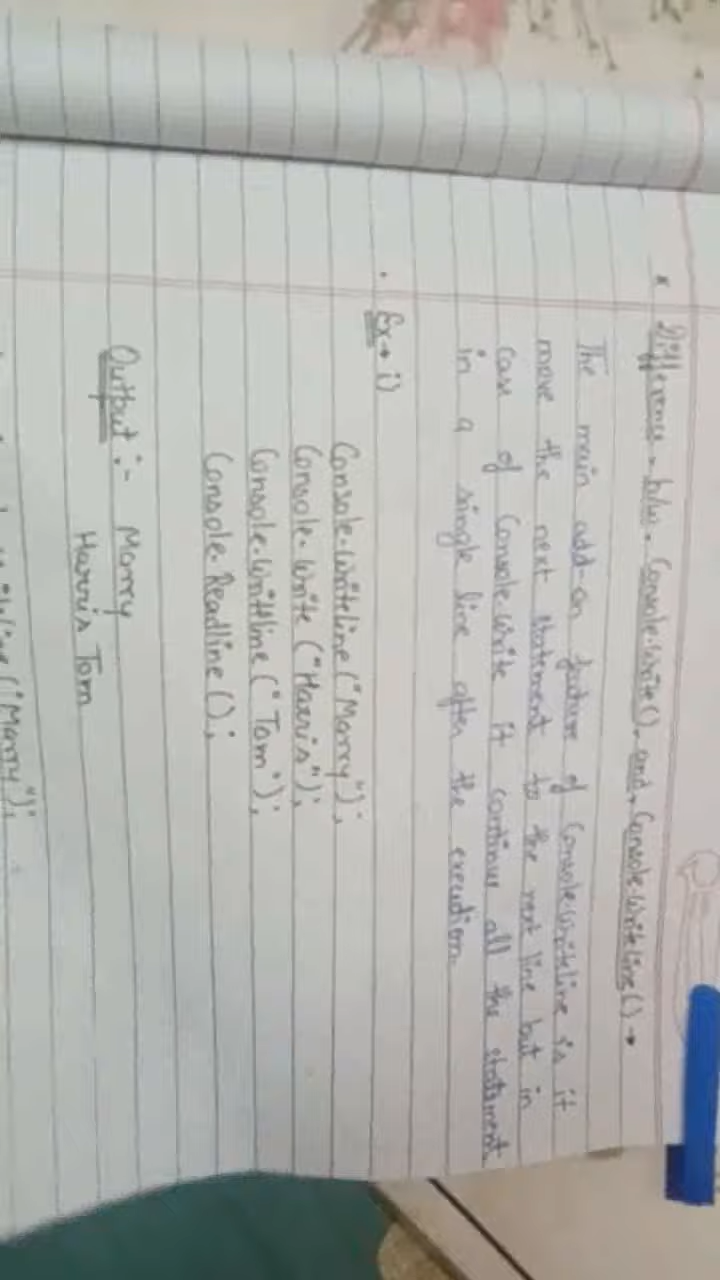 * Difference b/w Console.Write() and Console.Writeline() →
The main add-on feature of Console.Writeline is it
move the next statement to the next line but in
case of Console.Write it continue all the statement
in a single line after the execution.
• Ex → i)
Console.Writeline("Marry");
Console.Write("Harris");
Console.Writtline("Tom");
Console.Readline();
Output :- Marry
Harris Tom
("Marry");